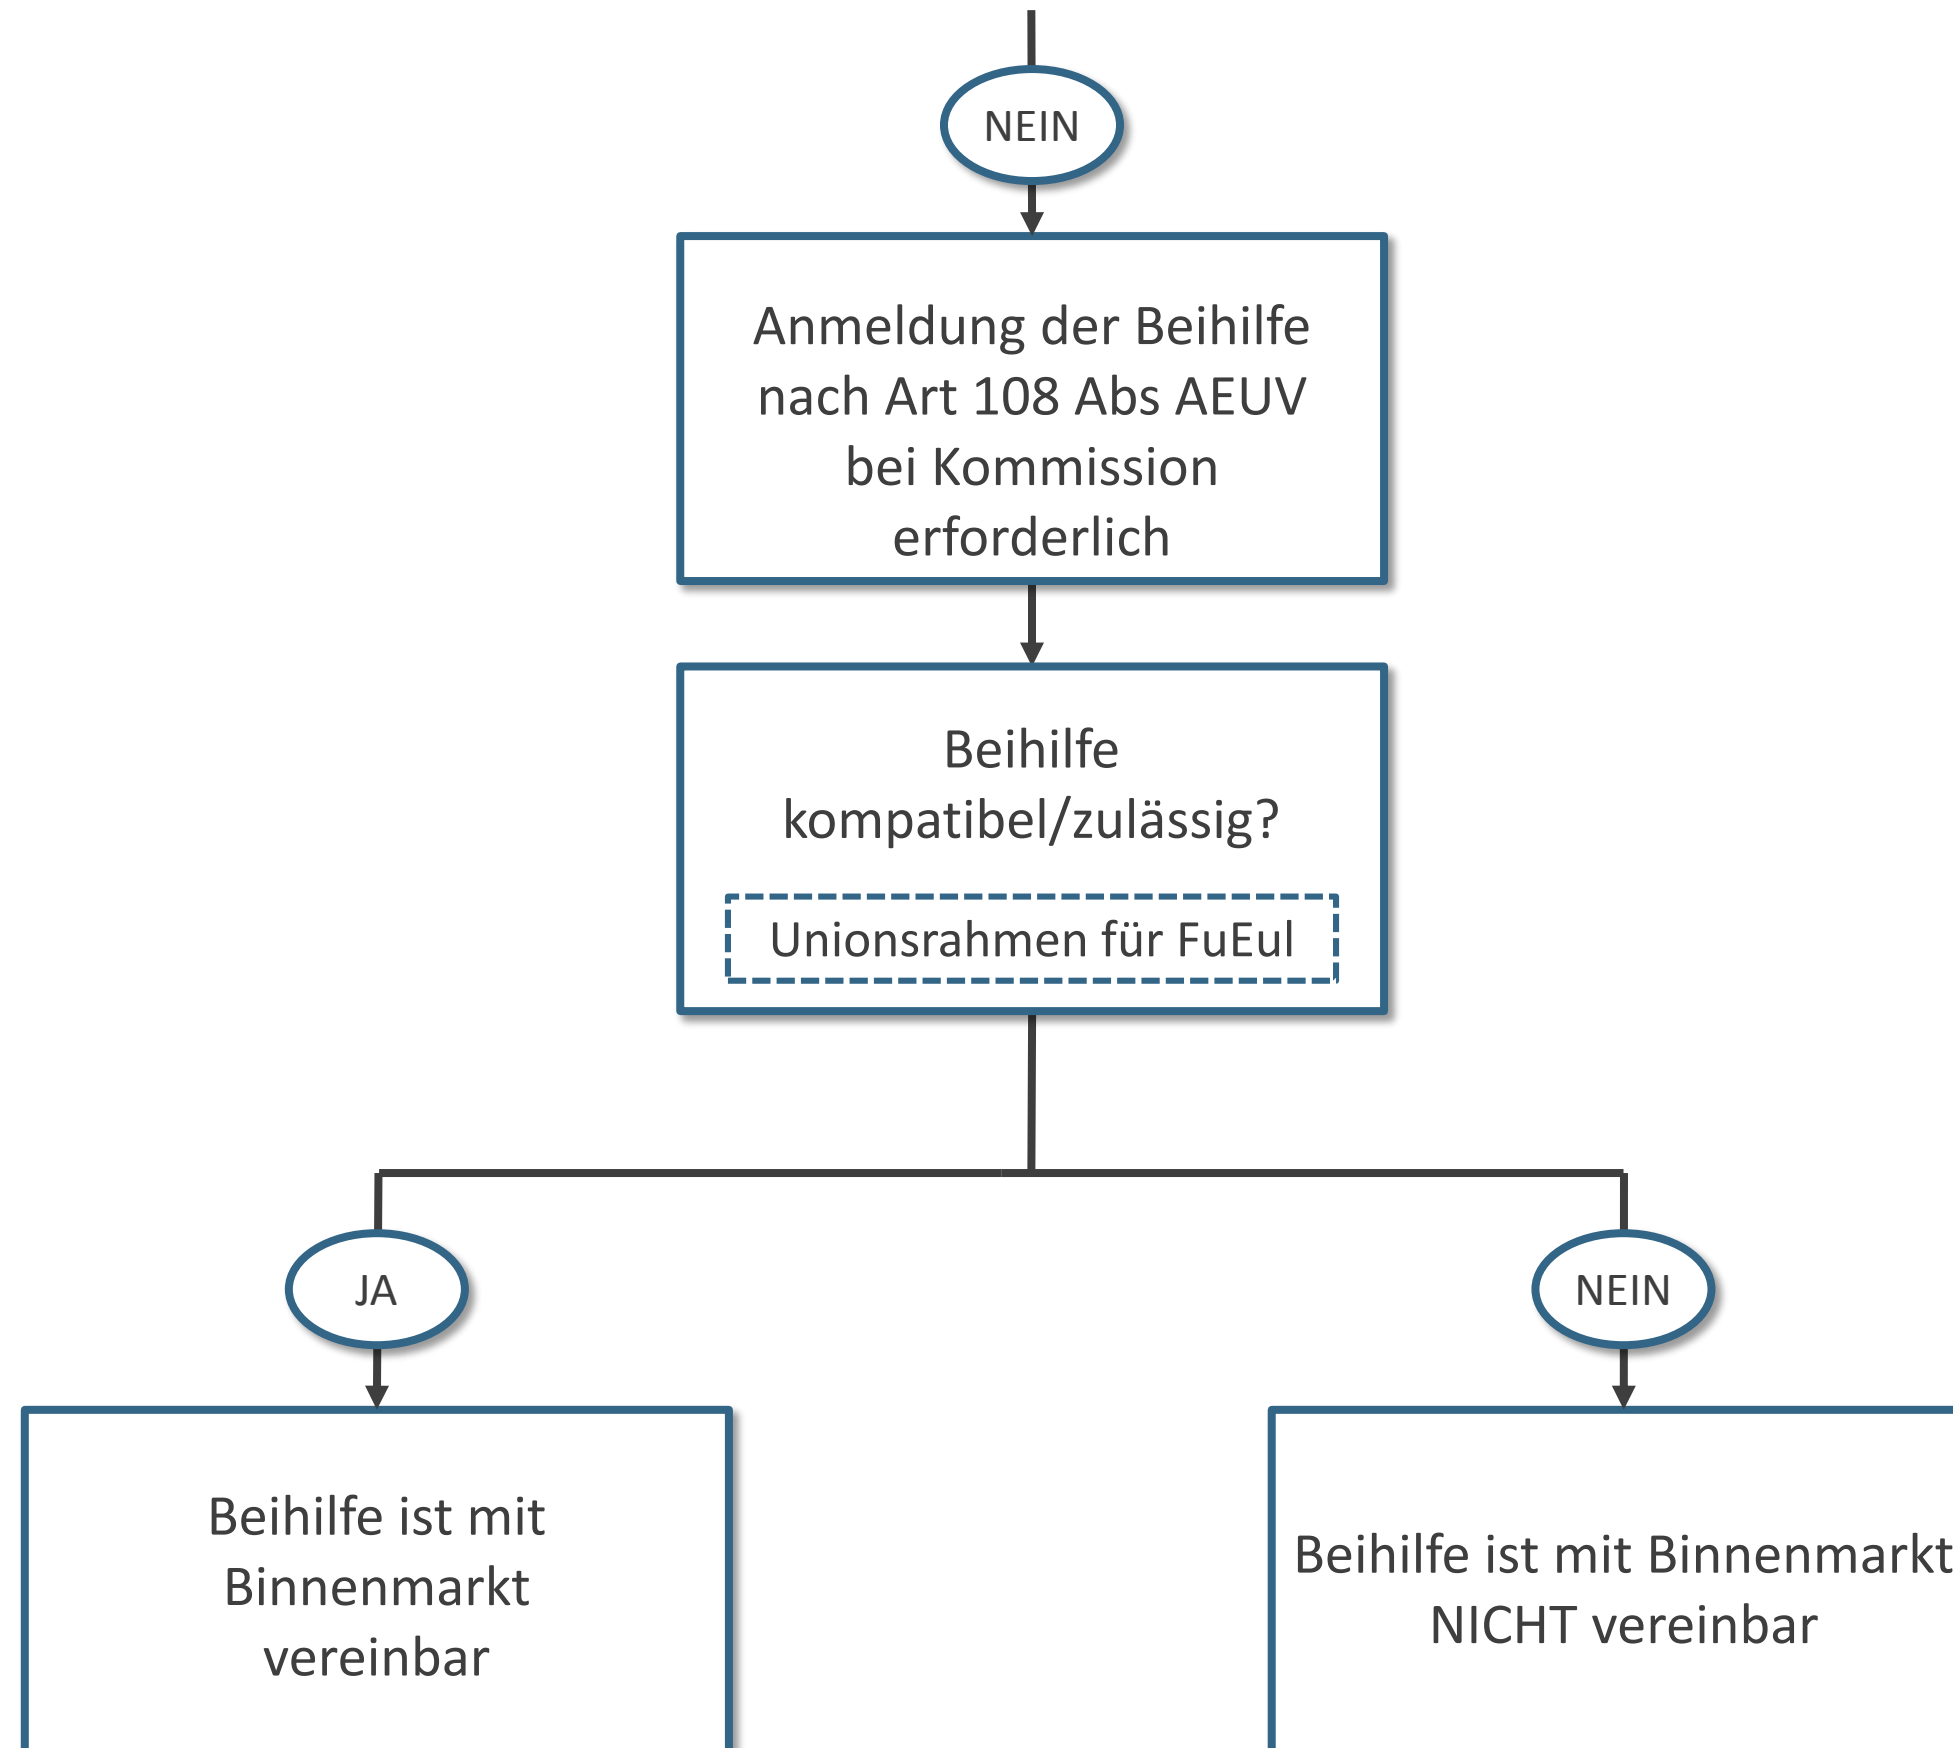 NEIN
Anmeldung der Beihilfe
nach Art 108 Abs AEUV
bei Kommission
erforderlich
Beihilfe
kompatibel/zulässig?
Unionsrahmen für FuEuI
JA
NEIN
Beihilfe ist mit
Binnenmarkt
vereinbar
Beihilfe ist mit Binnenmarkt
NICHT vereinbar